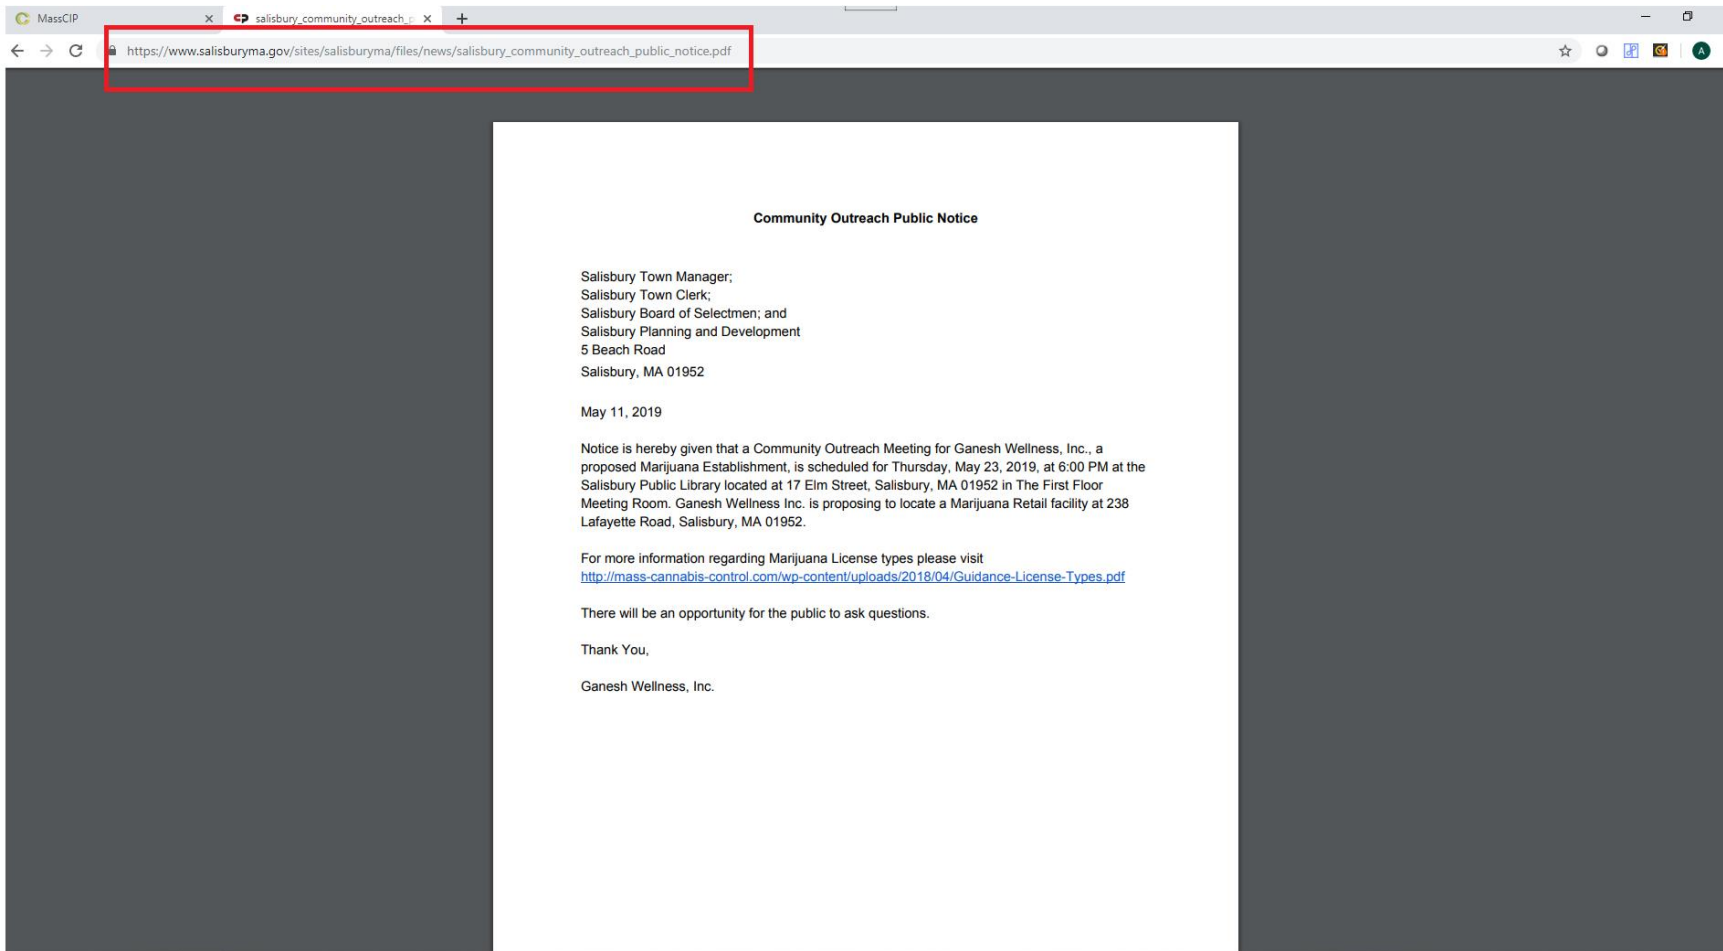 MassCIP
salisbury_community_outreach_p
https://www.salisburyma.gov/sites/salisburyma/files/news/salisbury_community_outreach_public_notice.pdf
A
Community Outreach Public Notice
Salisbury Town Manager;
Salisbury Town Clerk;
Salisbury Board of Selectmen; and
Salisbury Planning and Development
5 Beach Road
Salisbury, MA 01952
May 11, 2019
Notice is hereby given that a Community Outreach Meeting for Ganesh Wellness, Inc., a
proposed Marijuana Establishment, is scheduled for Thursday, May 23, 2019, at 6:00 PM at the
Salisbury Public Library located at 17 Elm Street, Salisbury, MA 01952 in The First Floor
Meeting Room. Ganesh Wellness Inc. is proposing to locate a Marijuana Retail facility at 238
Lafayette Road, Salisbury, MA 01952.
For more information regarding Marijuana License types please visit
http://mass-cannabis-control.com/wp-content/uploads/2018/04/Guidance-License-Types.pdf
There will be an opportunity for the public to ask questions.
Thank You,
Ganesh Wellness, Inc.